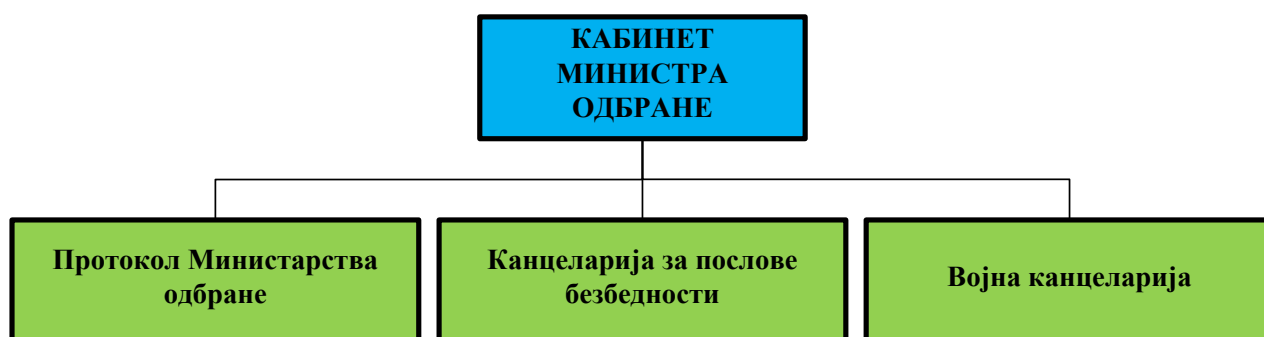 КАБИНЕТ
МИНИСТРА
ОДБРАНЕ
Протокол Министарства
одбране
Канцеларија за послове
безбедности
Војна канцеларија